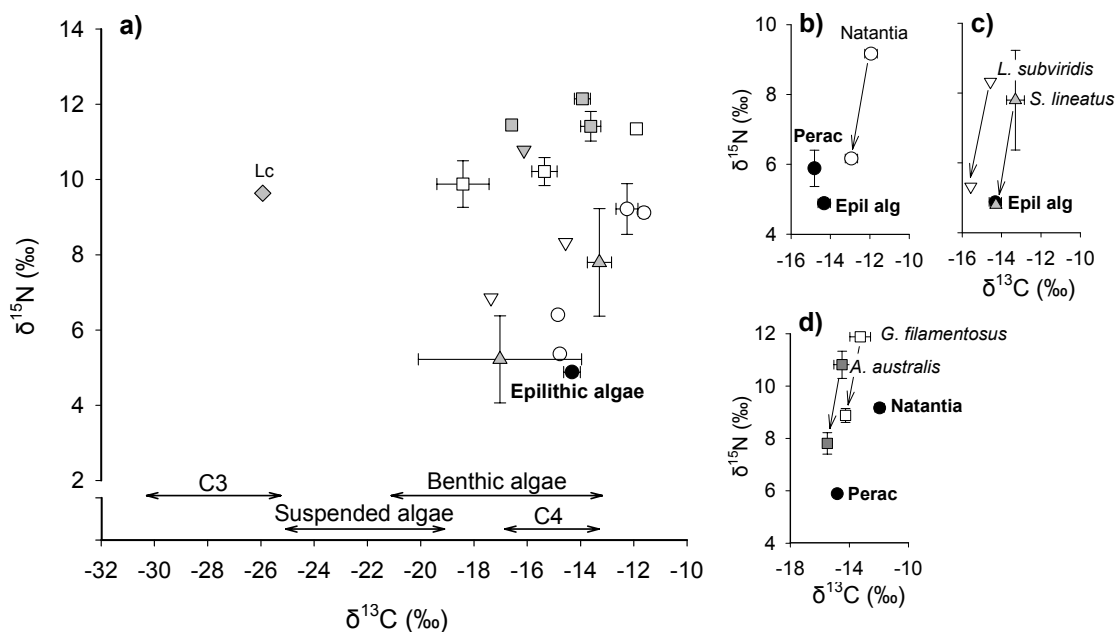 a)
14
12
10
8
6
4
2
δ15N (‰)
Lc
Epilithic algae
C3
Benthic algae
Suspended algae
C4
-32 -30 -28 -26 -24 -22 -20 -18 -16 -14 -12 -10
δ13C (‰)
b)
10
8
6
4
δ15N (‰)
Natantia
Perac
Epil alg
-16 -14 -12 -10
c)
L. subviridis
S. lineatus
Epil alg
-16 -14 -12 -10
δ13C (‰)
d)
12
10
8
6
4
δ15N (‰)
G. filamentosus
A. australis
Natantia
Perac
-18 -14 -10
δ13C (‰)